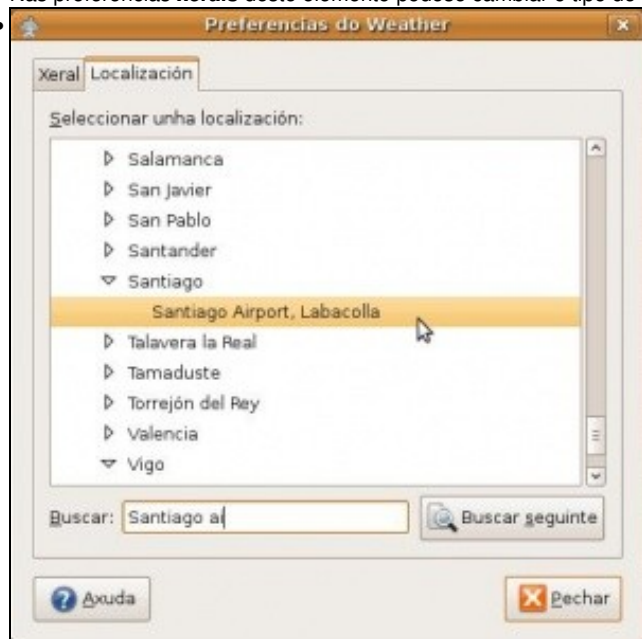 Preferencias do Weather
Xeral Localización
Seleccionar unha localización:
Salamanca
San Javier
San Pablo
Santander
Santiago
Santiago Airport, Labacolla
Talavera la Real
Tamaduste
Torrejón del Rey
Valencia
Vigo
Buscar: Santiago ai Buscar seguinte
Axuda Pechar